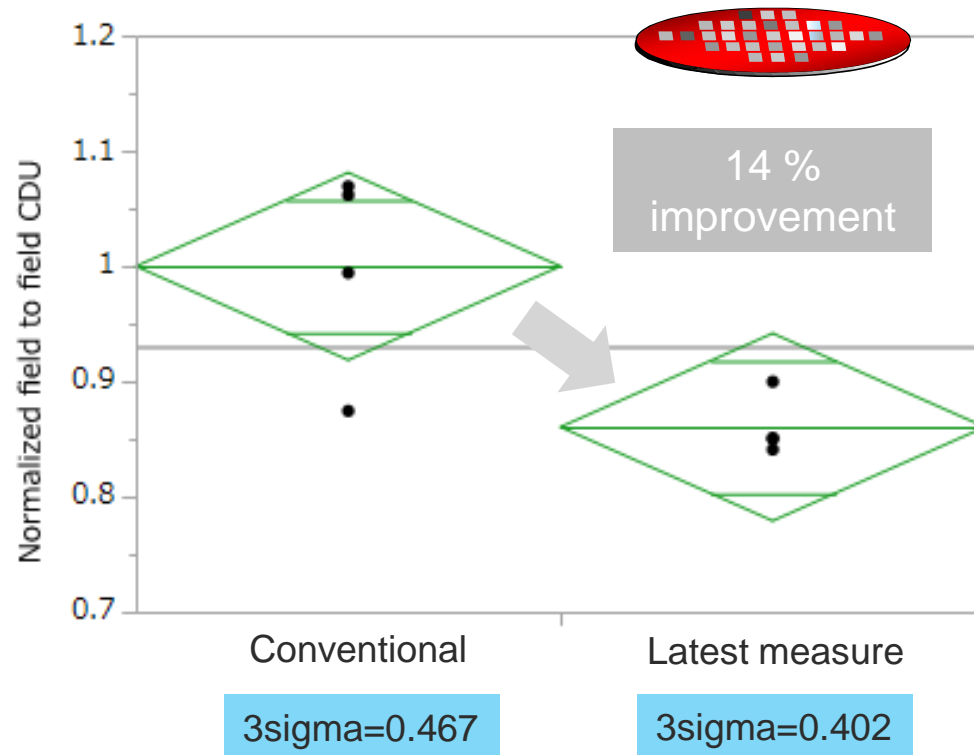 1.2
1.1
1
0.9
0.8
0.7
Normalized field to field CDU
14 %
improvement
Conventional
Latest measure
3sigma=0.467
3sigma=0.402